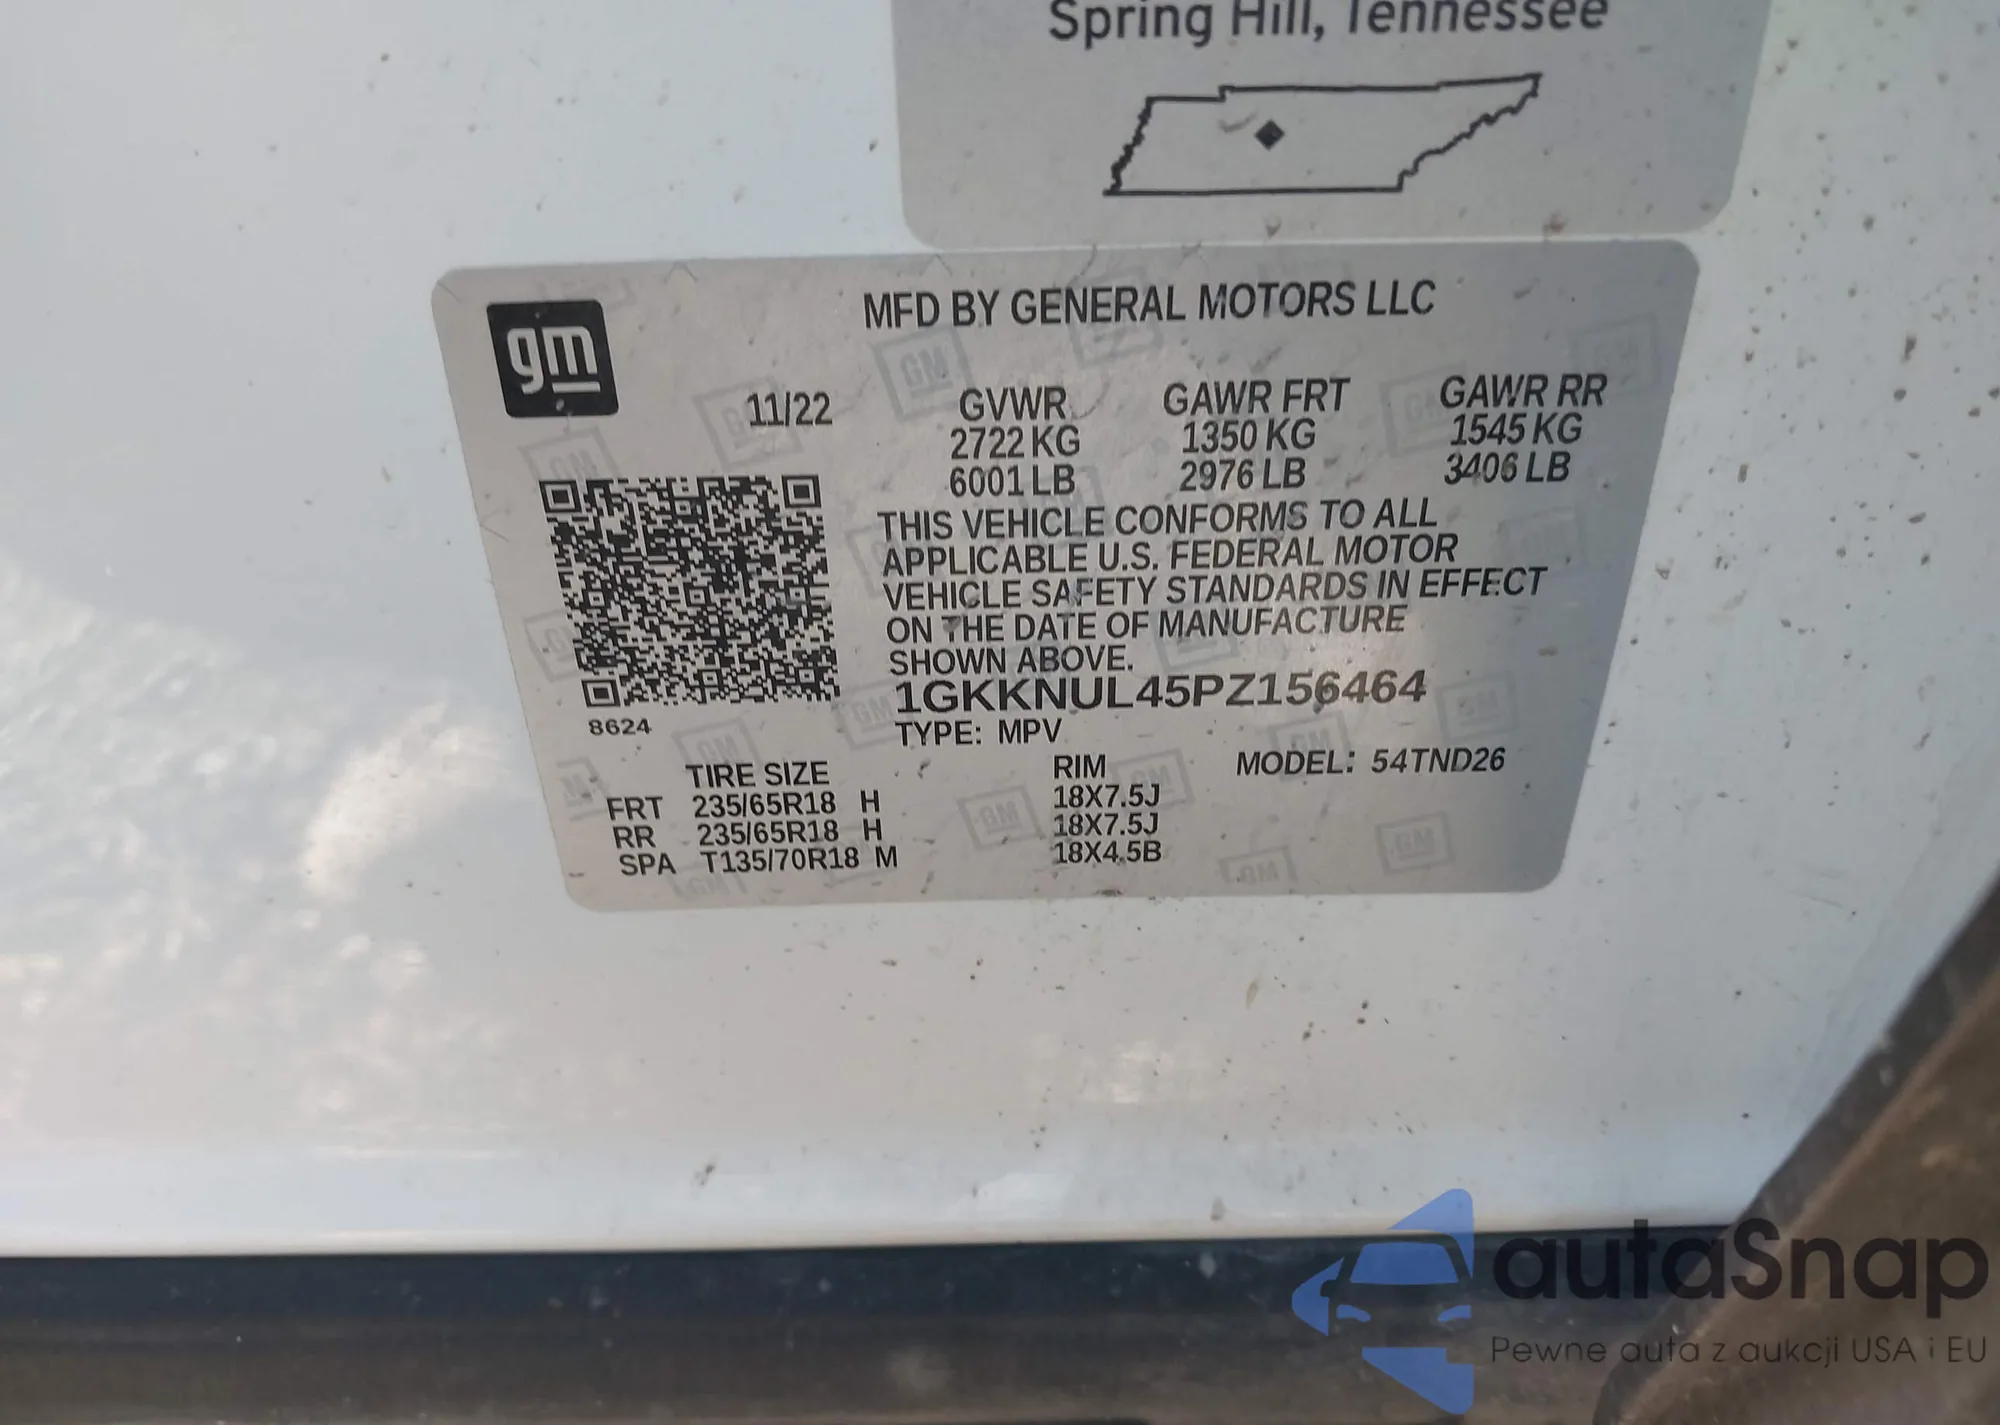 Spring Hill, Tennessee
gm
MFD BY GENERAL MOTORS LLC
11/22
GVWR GAWR FRT GAWR RR
2722 KG 1350 KG 1545 KG
6001 LB 2976 LB 3406 LB
THIS VEHICLE CONFORMS TO ALL
APPLICABLE U.S. FEDERAL MOTOR
VEHICLE SAFETY STANDARDS IN EFFECT
ON THE DATE OF MANUFACTURE
SHOWN ABOVE.
1GKKNUL45PZ156464
8624
TYPE: MPV
TIRE SIZE RIM MODEL: 54TND26
FRT 235/65R18 H 18X7.5J
RR 235/65R18 H 18X7.5J
SPA T135/70R18 M 18X4.5B
autaSnap
Pewne auta z aukcji USA i EU